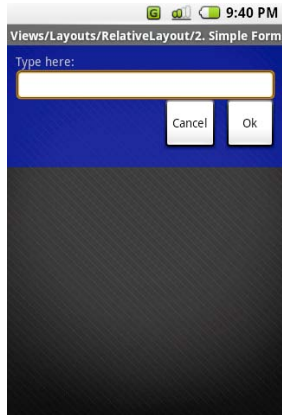 G 9:40 PM
Views/Layouts/RelativeLayout/2. Simple Form
Type here:
Cancel Ok